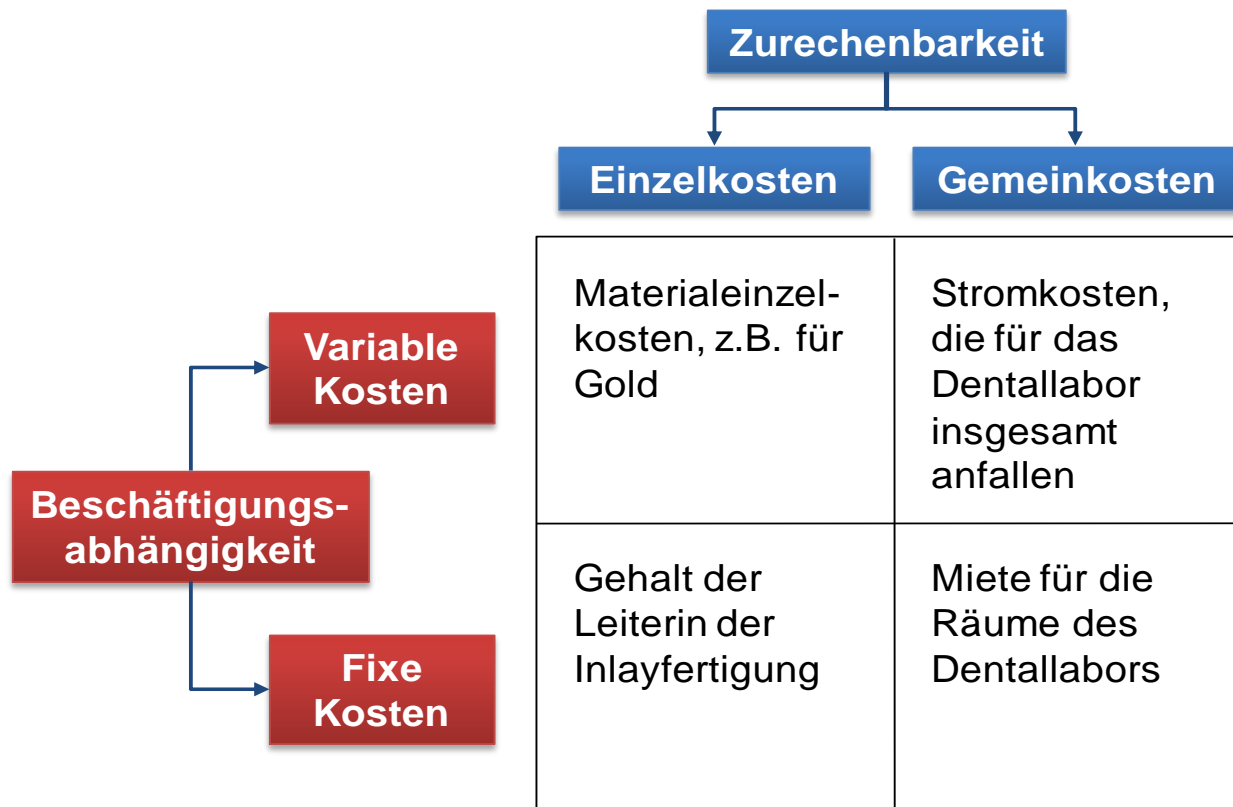 Zurechenbarkeit
Einzelkosten
Gemeinkosten
Variable
Kosten
Materialeinzel-
kosten, z.B. für
Gold
Stromkosten,
die für das
Dentallabor
insgesamt
anfallen
Beschäftigungs-
abhängigkeit
Fixe
Kosten
Gehalt der
Leiterin der
Inlayfertigung
Miete für die
Räume des
Dentallabors